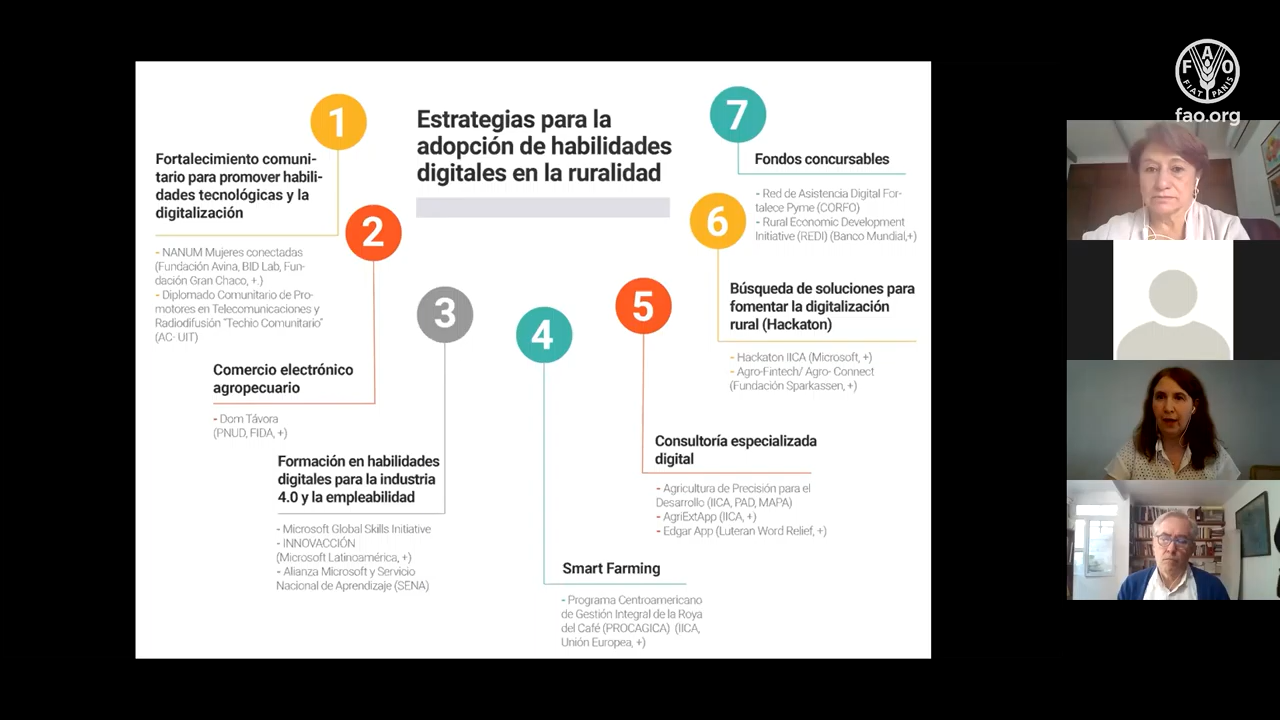 Estrategias para la
adopción de habilidades
digitales en la ruralidad
1
Fortalecimiento comuni-
tario para promover habili-
dades tecnológicas y la
digitalización
- NANUM Mujeres conectadas
(Fundación Avina, BID Lab, Fun-
dación Gran Chaco, +.)
- Diplomado Comunitario de Pro-
motores en Telecomunicaciones y
Radiodifusión "Techio Comunitario"
(AC- UIT)
2
Comercio electrónico
agropecuario
- Dom Távora
(PNUD, FIDA, +)
3
Formación en habilidades
digitales para la industria
4.0 y la empleabilidad
- Microsoft Global Skills Initiative
- INNOVACCIÓN
(Microsoft Latinoamérica, +)
- Alianza Microsoft y Servicio
Nacional de Aprendizaje (SENA)
4
Smart Farming
- Programa Centroamericano
de Gestión Integral de la Roya
del Café (PROCAGICA) (IICA,
Unión Europea, +)
5
Consultoría especializada
digital
- Agricultura de Precisión para el
Desarrollo (IICA, PAD, MAPA)
- AgriExtApp (IICA, +)
- Edgar App (Luteran Word Relief, +)
6
Búsqueda de soluciones para
fomentar la digitalización
rural (Hackaton)
- Hackaton IICA (Microsoft, +)
- Agro-Fintech/ Agro- Connect
(Fundación Sparkassen, +)
7
Fondos concursables
- Red de Asistencia Digital For-
talece Pyme (CORFO)
- Rural Economic Development
Initiative (REDI) (Banco Mundial,+)
FAO
FIAT PANIS
fao.org